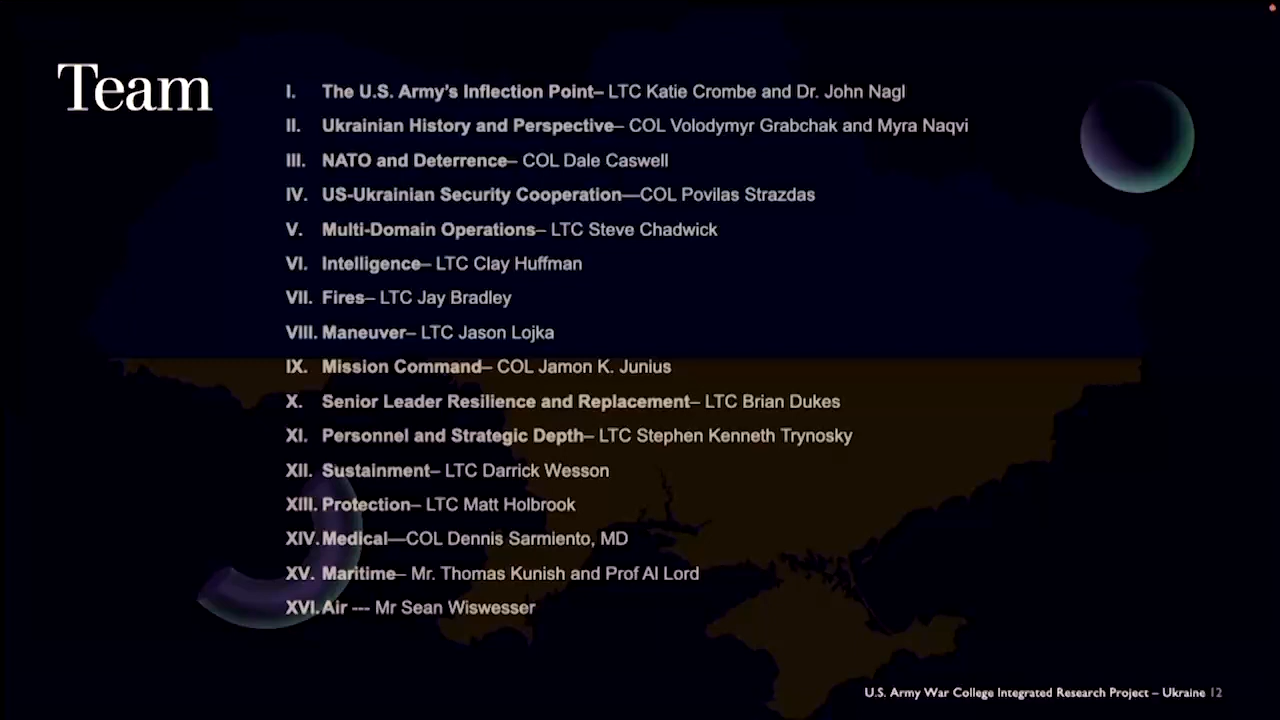 Team
I. The U.S. Army's Inflection Point– LTC Katie Crombe and Dr. John Nagl
II. Ukrainian History and Perspective– COL Volodymyr Grabchak and Myra Naqvi
III. NATO and Deterrence– COL Dale Caswell
IV. US-Ukrainian Security Cooperation—COL Povilas Strazdas
V. Multi-Domain Operations– LTC Steve Chadwick
VI. Intelligence– LTC Clay Huffman
VII. Fires– LTC Jay Bradley
VIII. Maneuver– LTC Jason Lojka
IX. Mission Command– COL Jamon K. Junius
X. Senior Leader Resilience and Replacement– LTC Brian Dukes
XI. Personnel and Strategic Depth– LTC Stephen Kenneth Trynosky
XII. Sustainment– LTC Darrick Wesson
XIII. Protection– LTC Matt Holbrook
XIV. Medical—COL Dennis Sarmiento, MD
XV. Maritime– Mr. Thomas Kunish and Prof Al Lord
XVI. Air --- Mr Sean Wiswesser
U.S. Army War College Integrated Research Project – Ukraine 12